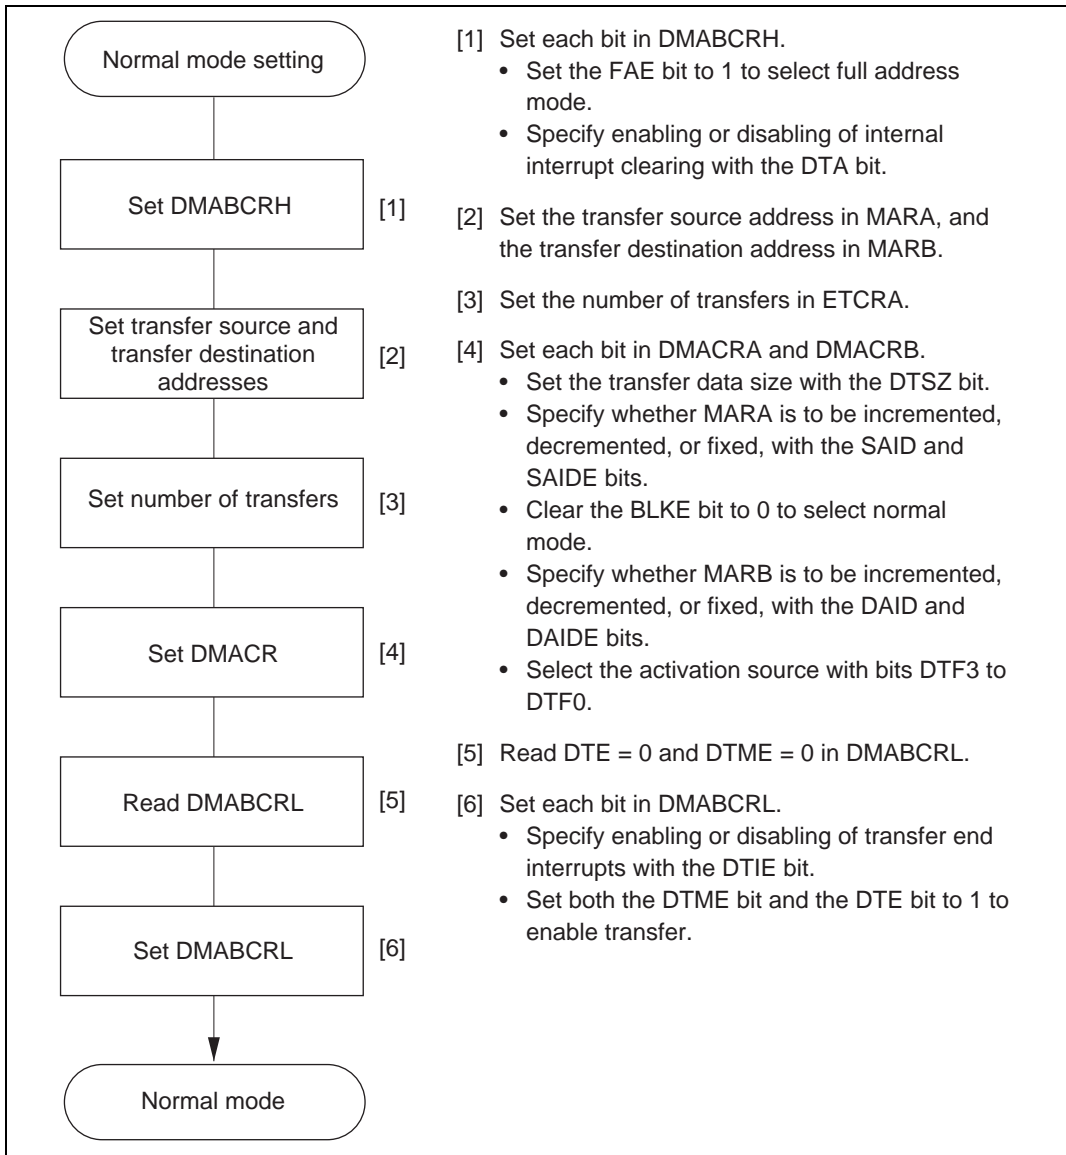 Normal mode setting
Set DMABCRH [1]
Set transfer source and
transfer destination
addresses
[2]
Set number of transfers [3]
Set DMACR [4]
Read DMABCRL [5]
Set DMABCRL [6]
Normal mode
[1] Set each bit in DMABCRH.
• Set the FAE bit to 1 to select full address
mode.
• Specify enabling or disabling of internal
interrupt clearing with the DTA bit.
[2] Set the transfer source address in MARA, and
the transfer destination address in MARB.
[3] Set the number of transfers in ETCRA.
[4] Set each bit in DMACRA and DMACRB.
• Set the transfer data size with the DTSZ bit.
• Specify whether MARA is to be incremented,
decremented, or fixed, with the SAID and
SAIDE bits.
• Clear the BLKE bit to 0 to select normal
mode.
• Specify whether MARB is to be incremented,
decremented, or fixed, with the DAID and
DAIDE bits.
• Select the activation source with bits DTF3 to
DTF0.
[5] Read DTE = 0 and DTME = 0 in DMABCRL.
[6] Set each bit in DMABCRL.
• Specify enabling or disabling of transfer end
interrupts with the DTIE bit.
• Set both the DTME bit and the DTE bit to 1 to
enable transfer.